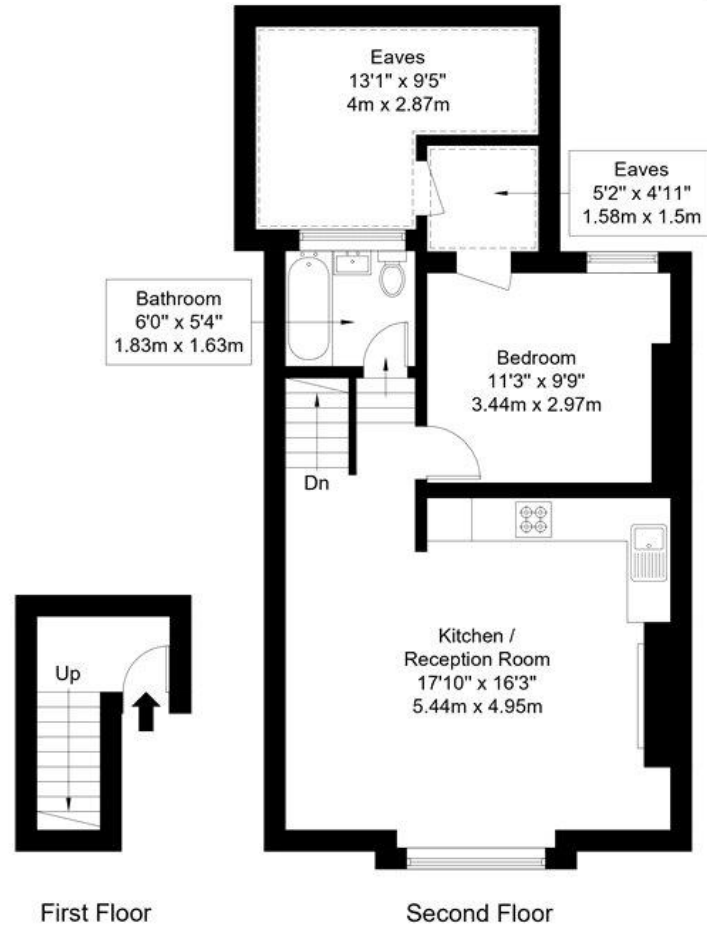 Eaves
13'1" x 9'5"
4m x 2.87m
Eaves
5'2" x 4'11"
1.58m x 1.5m
Bathroom
6'0" x 5'4"
1.83m x 1.63m
Bedroom
11'3" x 9'9"
3.44m x 2.97m
Dn
Kitchen /
Reception Room
17'10" x 16'3"
5.44m x 4.95m
Up
First Floor
Second Floor